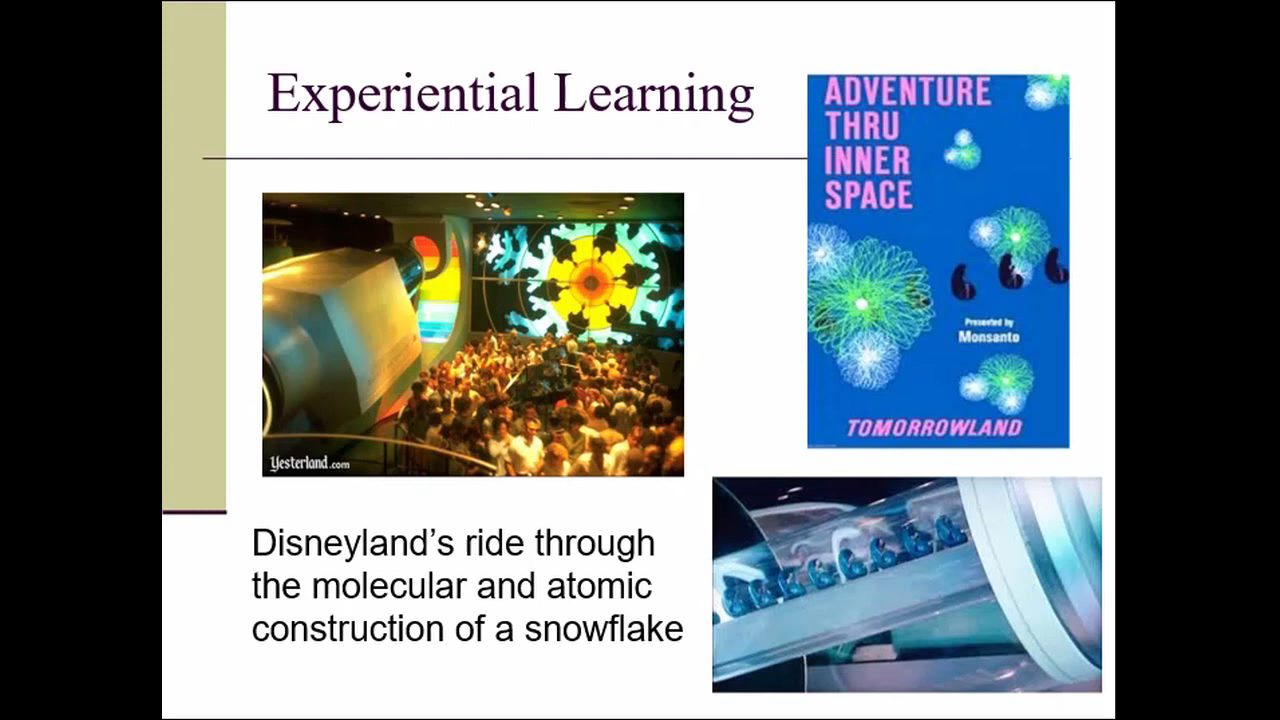 Experiential Learning
ADVENTURE
THRU
INNER
SPACE
Presented by
Monsanto
TOMORROWLAND
Yesterland.com
Disneyland’s ride through
the molecular and atomic
construction of a snowflake